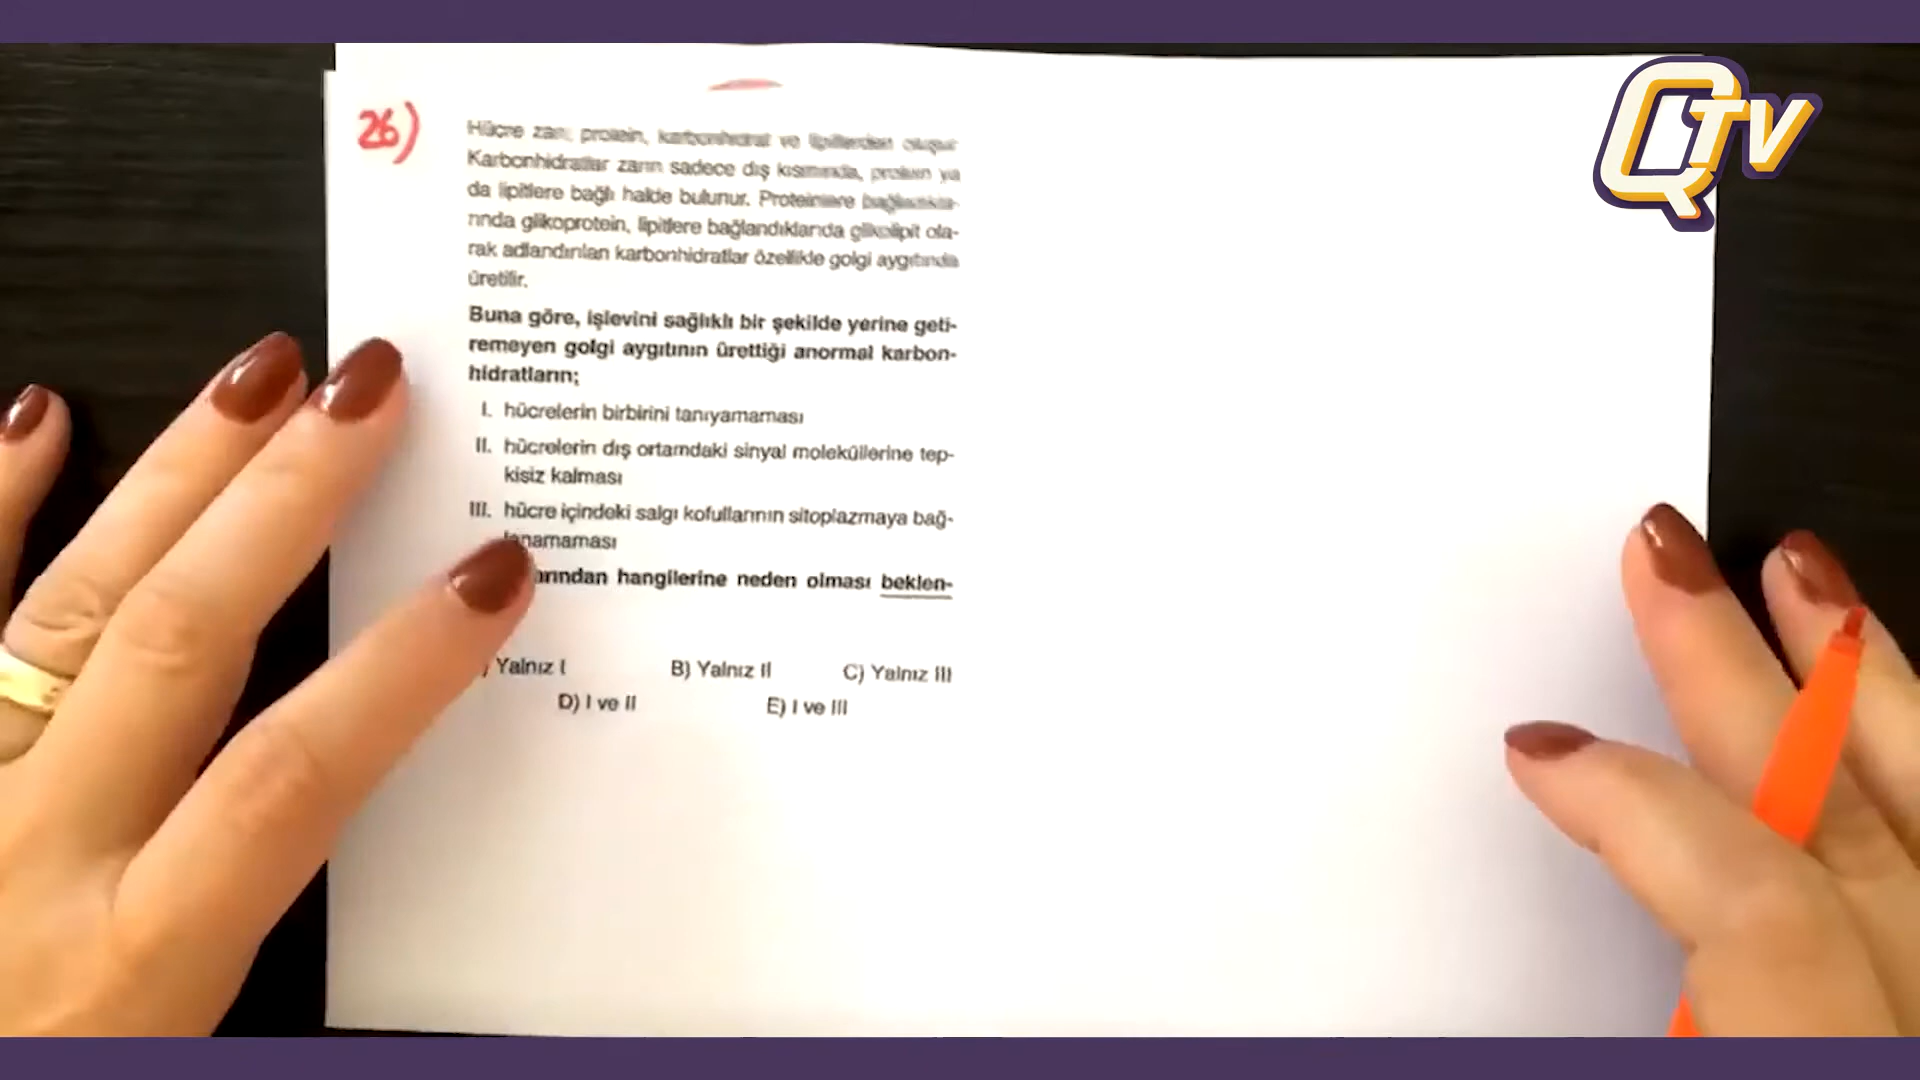 QTV
26)
Hücre zarı, protein, karbonhidrat ve lipitlerden oluşur.
Karbonhidratlar zarın sadece dış kısmında, protein ya
da lipitlere bağlı halde bulunur. Proteinlere bağlandıkla-
rında glikoprotein, lipitlere bağlandıklarında glikolipit ola-
rak adlandırılan karbonhidratlar özellikle golgi aygıtında
üretilir.
Buna göre, işlevini sağlıklı bir şekilde yerine geti-
remeyen golgi aygıtının ürettiği anormal karbon-
hidratların;
I. hücrelerin birbirini tanıyamaması
II. hücrelerin dış ortamdaki sinyal moleküllerine tep-
kisiz kalması
III. hücre içindeki salgı kofullarının sitoplazmaya bağ-
lanamaması
arından hangilerine neden olması beklen-
) Yalnız I
B) Yalnız II
C) Yalnız III
D) I ve II
E) I ve III